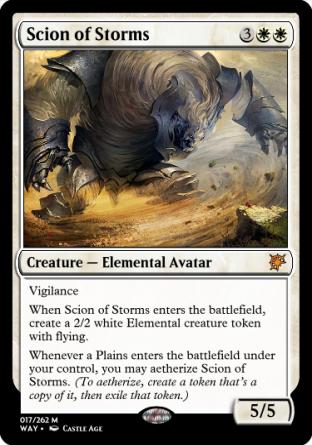 Scion of Storms 3
Creature — Elemental Avatar
Vigilance
When Scion of Storms enters the battlefield,
create a 2/2 white Elemental creature token
with flying.
Whenever a Plains enters the battlefield under
your control, you may aetherize Scion of
Storms. (To aetherize, create a token that's a
copy of it, then exile that token.)
5/5
017/262 M
WAY • Castle Age